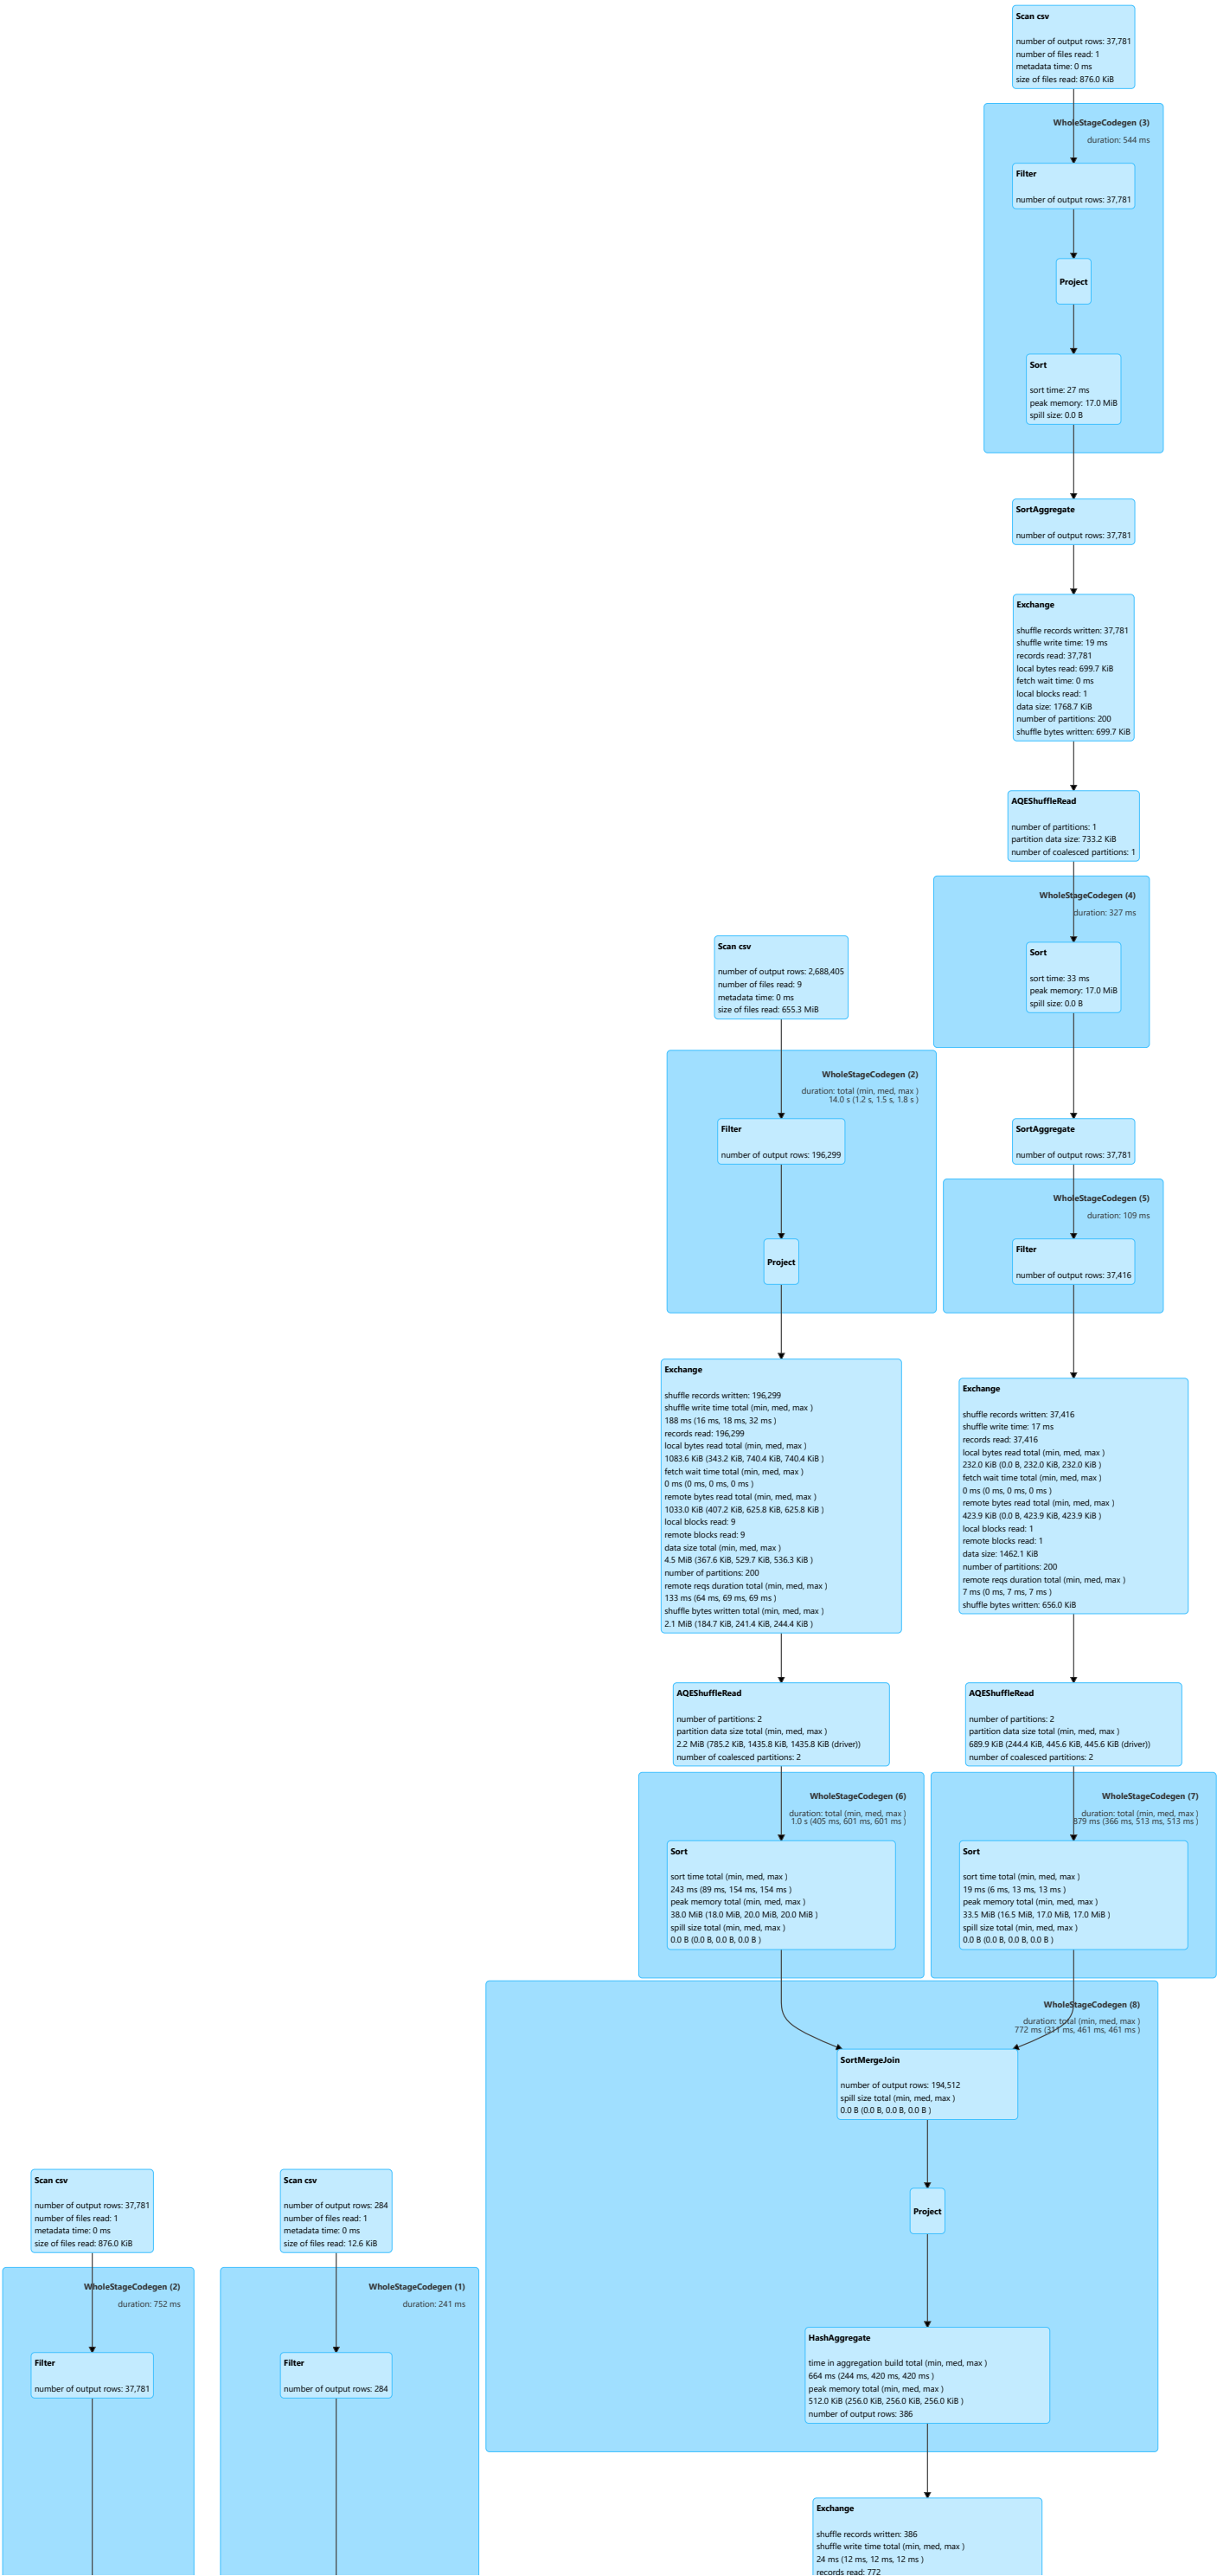 Scan csv
number of output rows: 37,781
number of files read: 1
metadata time: 0 ms
size of files read: 876.0 KiB
WholeStageCodegen (3)
duration: 544 ms
Filter
number of output rows: 37,781
Project
Sort
sort time: 27 ms
peak memory: 17.0 MiB
spill size: 0.0 B
SortAggregate
number of output rows: 37,781
Exchange
shuffle records written: 37,781
shuffle write time: 19 ms
records read: 37,781
local bytes read: 699.7 KiB
fetch wait time: 0 ms
local blocks read: 1
data size: 1768.7 KiB
number of partitions: 200
shuffle bytes written: 699.7 KiB
AQEShuffleRead
number of partitions: 1
partition data size: 733.2 KiB
number of coalesced partitions: 1
WholeStageCodegen (4)
duration: 327 ms
Sort
sort time: 33 ms
peak memory: 17.0 MiB
spill size: 0.0 B
Scan csv
number of output rows: 2,688,405
number of files read: 9
metadata time: 0 ms
size of files read: 655.3 MiB
WholeStageCodegen (2)
duration: total (min, med, max )
14.0 s (1.2 s, 1.5 s, 1.8 s )
Filter
number of output rows: 196,299
Project
SortAggregate
number of output rows: 37,781
WholeStageCodegen (5)
duration: 109 ms
Filter
number of output rows: 37,416
Exchange
shuffle records written: 196,299
shuffle write time total (min, med, max )
188 ms (16 ms, 18 ms, 32 ms )
records read: 196,299
local bytes read total (min, med, max )
1083.6 KiB (343.2 KiB, 740.4 KiB, 740.4 KiB )
fetch wait time total (min, med, max )
0 ms (0 ms, 0 ms, 0 ms )
remote bytes read total (min, med, max )
1033.0 KiB (407.2 KiB, 625.8 KiB, 625.8 KiB )
local blocks read: 9
remote blocks read: 9
data size total (min, med, max )
4.5 MiB (367.6 KiB, 529.7 KiB, 536.3 KiB )
number of partitions: 200
remote reqs duration total (min, med, max )
133 ms (64 ms, 69 ms, 69 ms )
shuffle bytes written total (min, med, max )
2.1 MiB (184.7 KiB, 241.4 KiB, 244.4 KiB )
Exchange
shuffle records written: 37,416
shuffle write time: 17 ms
records read: 37,416
local bytes read total (min, med, max )
232.0 KiB (0.0 B, 232.0 KiB, 232.0 KiB )
fetch wait time total (min, med, max )
0 ms (0 ms, 0 ms, 0 ms )
remote bytes read total (min, med, max )
423.9 KiB (0.0 B, 423.9 KiB, 423.9 KiB )
local blocks read: 1
remote blocks read: 1
data size: 1462.1 KiB
number of partitions: 200
remote reqs duration total (min, med, max )
7 ms (0 ms, 7 ms, 7 ms )
shuffle bytes written: 656.0 KiB
AQEShuffleRead
number of partitions: 2
partition data size total (min, med, max )
2.2 MiB (785.2 KiB, 1435.8 KiB, 1435.8 KiB (driver))
number of coalesced partitions: 2
AQEShuffleRead
number of partitions: 2
partition data size total (min, med, max )
689.9 KiB (244.4 KiB, 445.6 KiB, 445.6 KiB (driver))
number of coalesced partitions: 2
WholeStageCodegen (6)
duration: total (min, med, max )
1.0 s (405 ms, 601 ms, 601 ms )
Sort
sort time total (min, med, max )
243 ms (89 ms, 154 ms, 154 ms )
peak memory total (min, med, max )
38.0 MiB (18.0 MiB, 20.0 MiB, 20.0 MiB )
spill size total (min, med, max )
0.0 B (0.0 B, 0.0 B, 0.0 B )
WholeStageCodegen (7)
duration: total (min, med, max )
879 ms (366 ms, 513 ms, 513 ms )
Sort
sort time total (min, med, max )
19 ms (6 ms, 13 ms, 13 ms )
peak memory total (min, med, max )
33.5 MiB (16.5 MiB, 17.0 MiB, 17.0 MiB )
spill size total (min, med, max )
0.0 B (0.0 B, 0.0 B, 0.0 B )
WholeStageCodegen (8)
duration: total (min, med, max )
772 ms (311 ms, 461 ms, 461 ms )
SortMergeJoin
number of output rows: 194,512
spill size total (min, med, max )
0.0 B (0.0 B, 0.0 B, 0.0 B )
Project
HashAggregate
time in aggregation build total (min, med, max )
664 ms (244 ms, 420 ms, 420 ms )
peak memory total (min, med, max )
512.0 KiB (256.0 KiB, 256.0 KiB, 256.0 KiB )
number of output rows: 386
Scan csv
number of output rows: 37,781
number of files read: 1
metadata time: 0 ms
size of files read: 876.0 KiB
WholeStageCodegen (2)
duration: 752 ms
Filter
number of output rows: 37,781
Scan csv
number of output rows: 284
number of files read: 1
metadata time: 0 ms
size of files read: 12.6 KiB
WholeStageCodegen (1)
duration: 241 ms
Filter
number of output rows: 284
Exchange
shuffle records written: 386
shuffle write time total (min, med, max )
24 ms (12 ms, 12 ms, 12 ms )
records read: 772